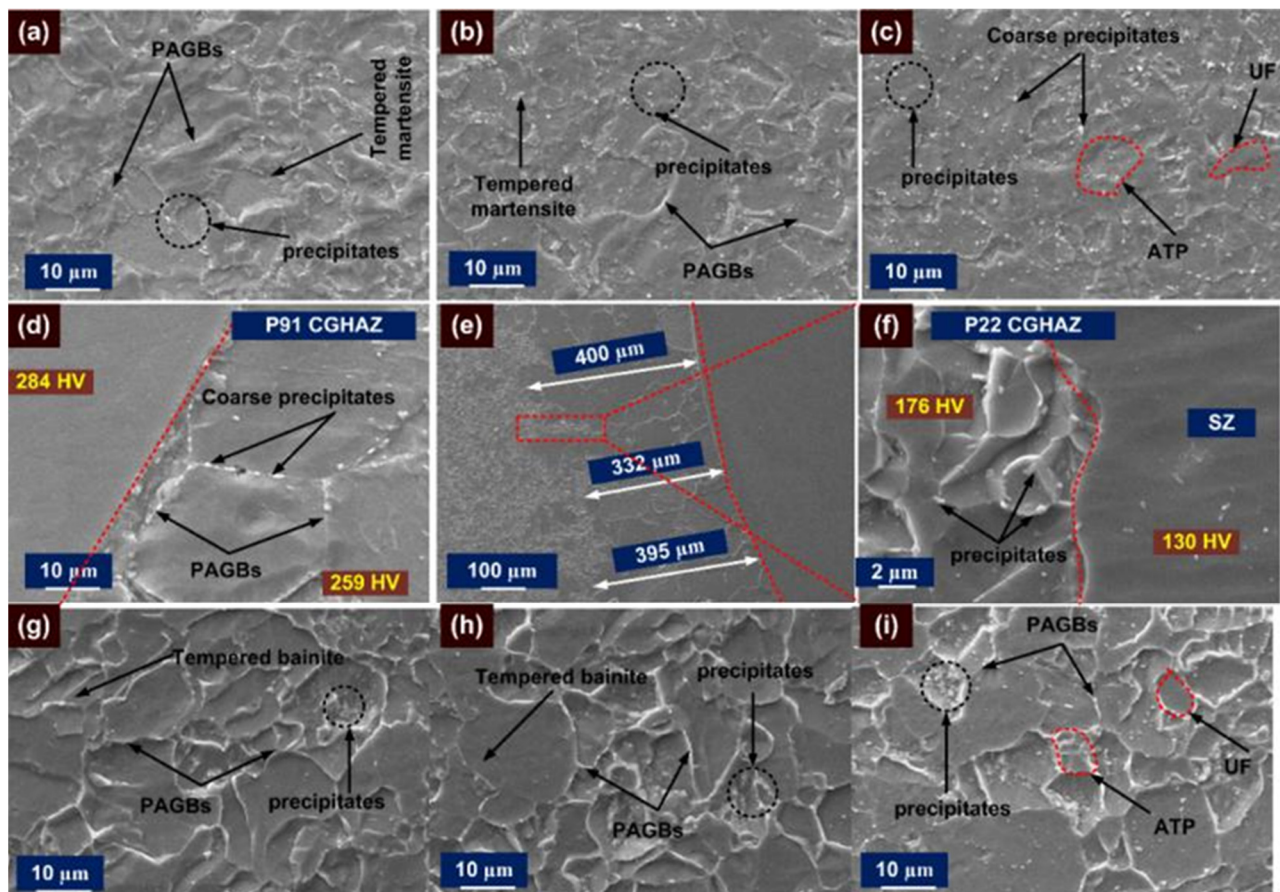 (a)
PAGBs
Tempered
martensite
precipitates
10 µm
(b)
precipitates
Tempered
martensite
PAGBs
10 µm
(c)
Coarse precipitates
UF
precipitates
ATP
10 µm
(d)
P91 CGHAZ
284 HV
Coarse precipitates
PAGBs
10 µm
259 HV
(e)
400 µm
332 µm
395 µm
100 µm
(f)
P22 CGHAZ
176 HV
SZ
precipitates
130 HV
2 µm
(g)
Tempered bainite
PAGBs
precipitates
10 µm
(h)
Tempered bainite
precipitates
PAGBs
10 µm
(i)
PAGBs
precipitates
UF
ATP
10 µm